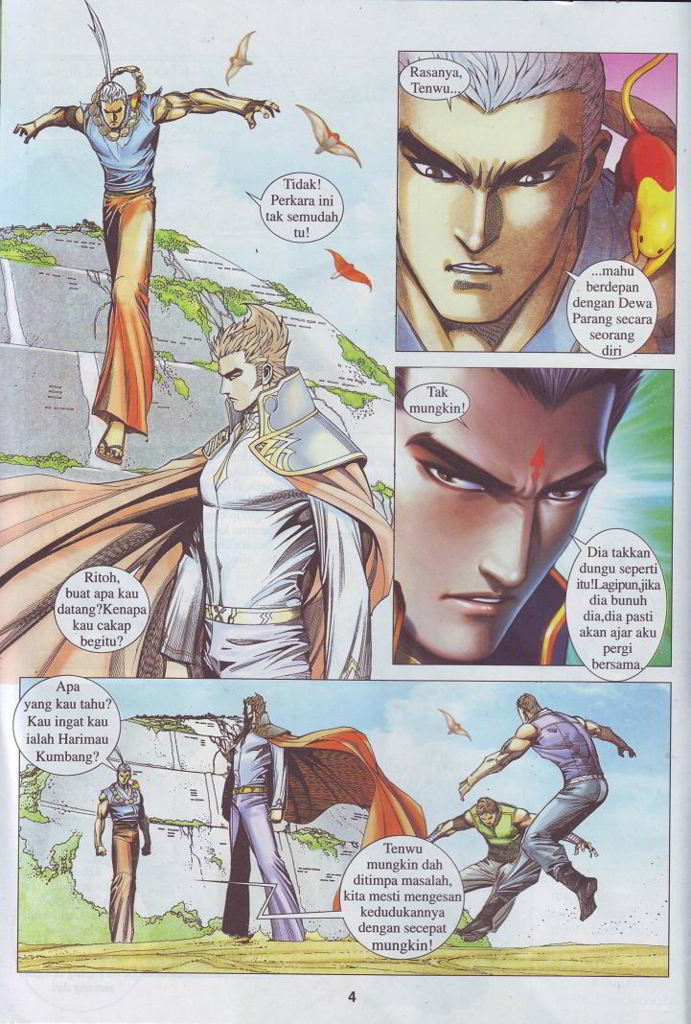 Tidak!
Perkara ini
tak semudah
tu!
Ritoh,
buat apa kau
datang?Kenapa
kau cakap
begitu?
Rasanya,
Tenwu...
...mahu
berdepan
dengan Dewa
Parang secara
seorang
diri
Tak
mungkin!
Dia takkan
dungu seperti
itu!Lagipun,jika
dia bunuh
dia,dia pasti
akan ajar aku
pergi
bersama.
Apa
yang kau tahu?
Kau ingat kau
ialah Harimau
Kumbang?
Tenwu
mungkin dah
ditimpa masalah,
kita mesti mengesan
kedudukannya
dengan secepat
mungkin!
4